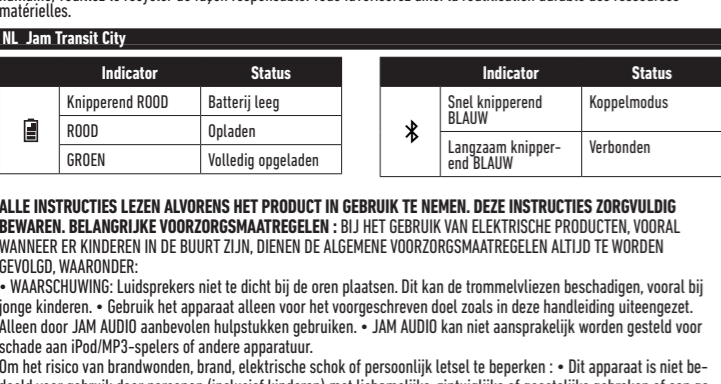 matérielles.
NL Jam Transit City
Indicator Status
Knipperend ROOD Batterij leeg
ROOD Opladen
GROEN Volledig opgeladen
Indicator Status
Snel knipperend BLAUW Koppelmodus
Langzaam knipper-
end BLAUW Verbonden
ALLE INSTRUCTIES LEZEN ALVORENS HET PRODUCT IN GEBRUIK TE NEMEN. DEZE INSTRUCTIES ZORGVULDIG
BEWAREN. BELANGRIJKE VOORZORGSMAATREGELEN : BIJ HET GEBRUIK VAN ELEKTRISCHE PRODUCTEN, VOORAL
WANNEER ER KINDEREN IN DE BUURT ZIJN, DIENEN DE ALGEMENE VOORZORGSMAATREGELEN ALTIJD TE WORDEN
GEVOLGD, WAARONDER:
• WAARSCHUWING: Luidsprekers niet te dicht bij de oren plaatsen. Dit kan de trommelvliezen beschadigen, vooral bij
jonge kinderen. • Gebruik het apparaat alleen voor het voorgeschreven doel zoals in deze handleiding uiteengezet.
Alleen door JAM AUDIO aanbevolen hulpstukken gebruiken. • JAM AUDIO kan niet aansprakelijk worden gesteld voor
schade aan iPod/MP3-spelers of andere apparatuur.
Om het risico van brandwonden, brand, elektrische schok of persoonlijk letsel te beperken : • Dit apparaat is niet be-